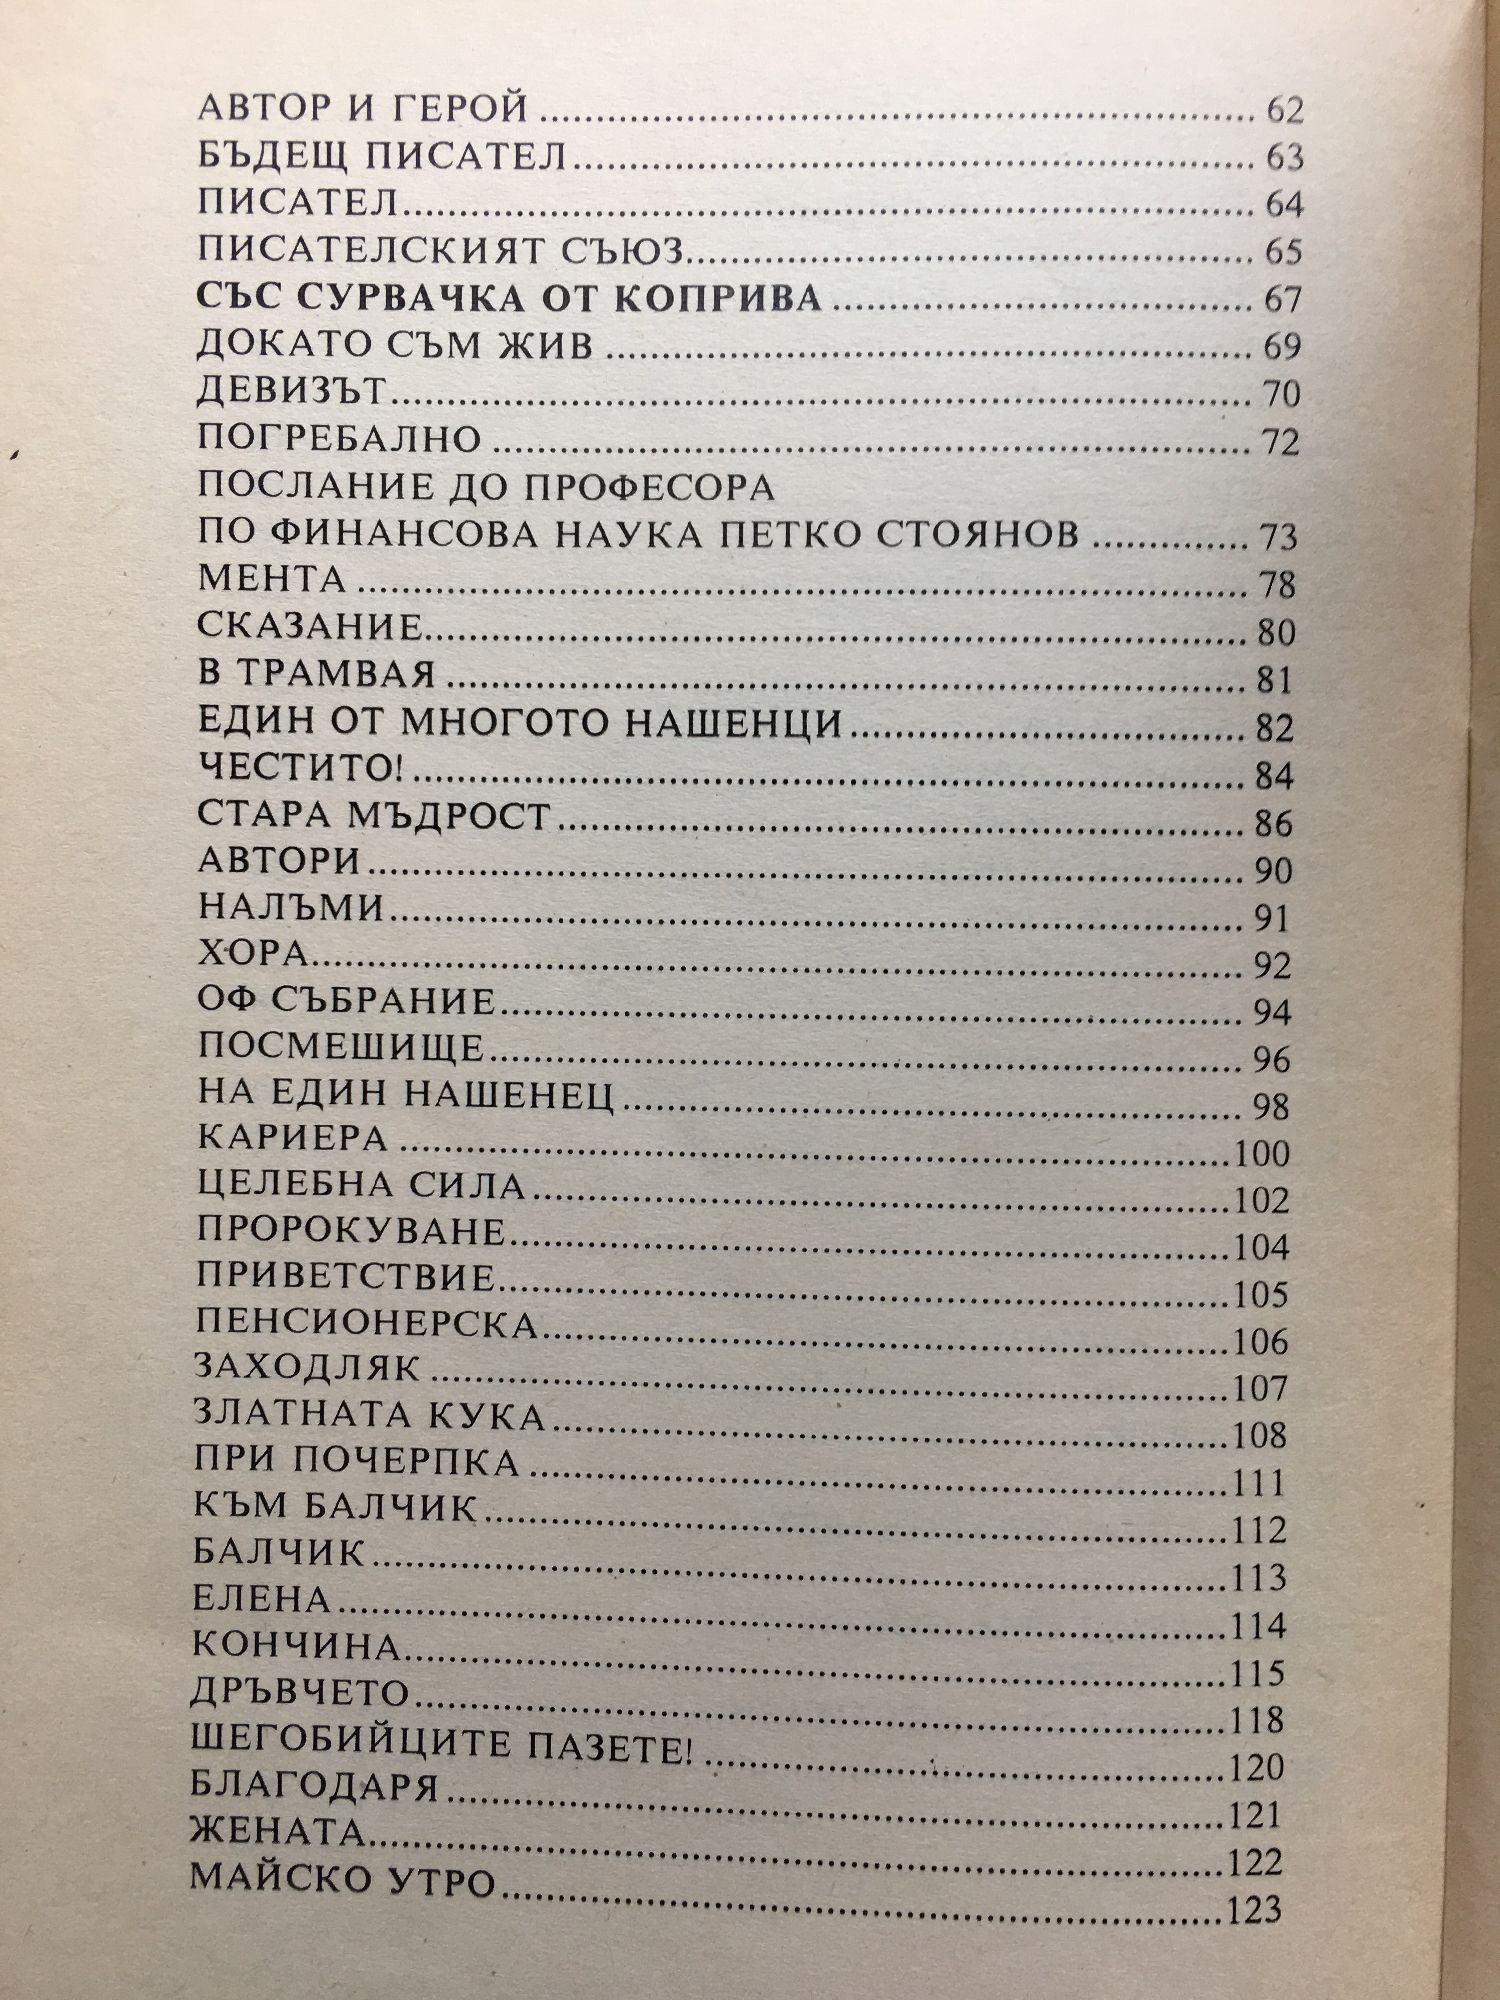 АВТОР И ГЕРОЙ ........ 62
БЪДЕЩ ПИСАТЕЛ ........ 63
ПИСАТЕЛ ........ 64
ПИСАТЕЛСКИЯТ СЪЮЗ ........ 65
СЪС СУРВАЧКА ОТ КОПРИВА ........ 67
ДОКАТО СЪМ ЖИВ ........ 69
ДЕВИЗЪТ ........ 70
ПОГРЕБАЛНО ........ 72
ПОСЛАНИЕ ДО ПРОФЕСОРА
ПО ФИНАНСОВА НАУКА ПЕТКО СТОЯНОВ ........ 73
МЕНТА ........ 78
СКАЗАНИЕ ........ 80
В ТРАМВАЯ ........ 81
ЕДИН ОТ МНОГОТО НАШЕНЦИ ........ 82
ЧЕСТИТО! ........ 84
СТАРА МЪДРОСТ ........ 86
АВТОРИ ........ 90
НАЛЪМИ ........ 91
ХОРА ........ 92
ОФ СЪБРАНИЕ ........ 94
ПОСМЕШИЩЕ ........ 96
НА ЕДИН НАШЕНЕЦ ........ 98
КАРИЕРА ........ 100
ЦЕЛЕБНА СИЛА ........ 102
ПРОРОКУВАНЕ ........ 104
ПРИВЕТСТВИЕ ........ 105
ПЕНСИОНЕРСКА ........ 106
ЗАХОДЛЯК ........ 107
ЗЛАТНАТА КУКА ........ 108
ПРИ ПОЧЕРПКА ........ 111
КЪМ БАЛЧИК ........ 112
БАЛЧИК ........ 113
ЕЛЕНА ........ 114
КОНЧИНА ........ 115
ДРЪВЧЕТО ........ 118
ШЕГОБИЙЦИТЕ ПАЗЕТЕ! ........ 120
БЛАГОДАРЯ ........ 121
ЖЕНАТА ........ 122
МАЙСКО УТРО ........ 123